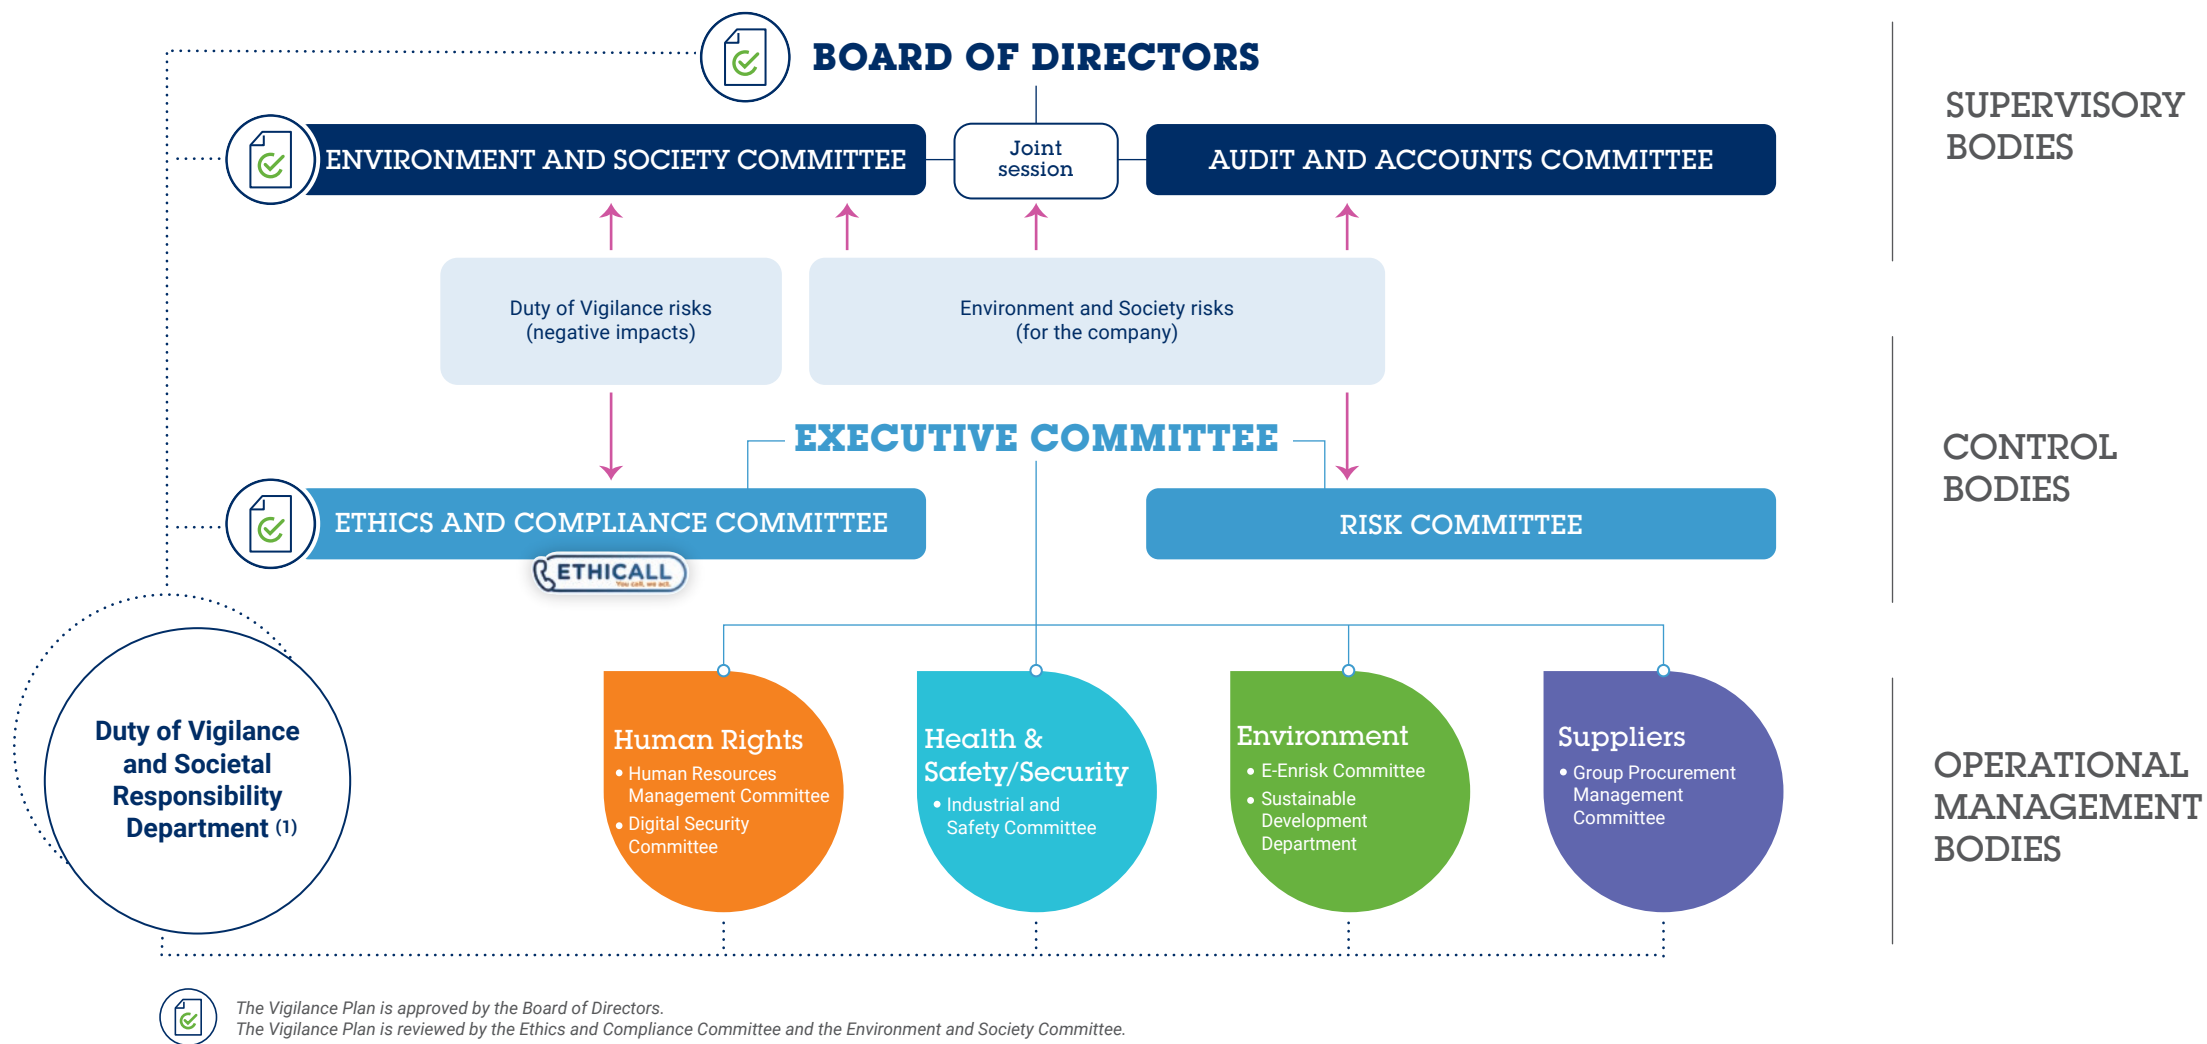 BOARD OF DIRECTORS
SUPERVISORY
BODIES
ENVIRONMENT AND SOCIETY COMMITTEE
Joint
session
AUDIT AND ACCOUNTS COMMITTEE
Duty of Vigilance risks
(negative impacts)
Environment and Society risks
(for the company)
EXECUTIVE COMMITTEE
CONTROL
BODIES
ETHICS AND COMPLIANCE COMMITTEE
RISK COMMITTEE
ETHICALL
You call, we act.
Duty of Vigilance
and Societal
Responsibility
Department (1)
Human Rights
• Human Resources
Management Committee
• Digital Security
Committee
Health &
Safety/Security
• Industrial and
Safety Committee
Environment
• E-Enrisk Committee
• Sustainable
Development
Department
Suppliers
• Group Procurement
Management
Committee
OPERATIONAL
MANAGEMENT
BODIES
The Vigilance Plan is approved by the Board of Directors.
The Vigilance Plan is reviewed by the Ethics and Compliance Committee and the Environment and Society Committee.